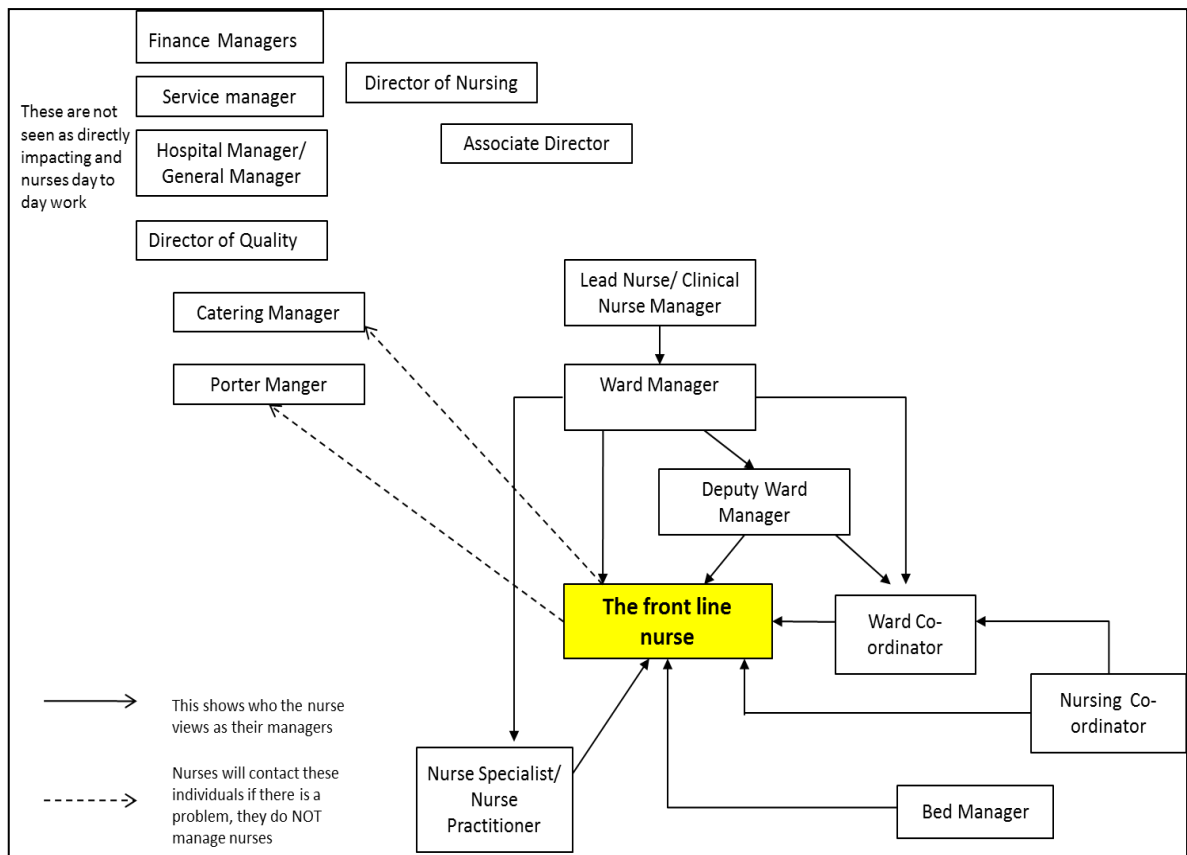 Finance Managers
Service manager
Director of Nursing
These are not
seen as directly
impacting and
nurses day to
day work
Hospital Manager/
General Manager
Associate Director
Director of Quality
Lead Nurse/ Clinical
Nurse Manager
Catering Manager
Porter Manger
Ward Manager
Deputy Ward
Manager
The front line
nurse
Ward Co-
ordinator
Nursing Co-
ordinator
This shows who the nurse
views as their managers
Nurse Specialist/
Nurse
Practitioner
Nurses will contact these
individuals if there is a
problem, they do NOT
manage nurses
Bed Manager